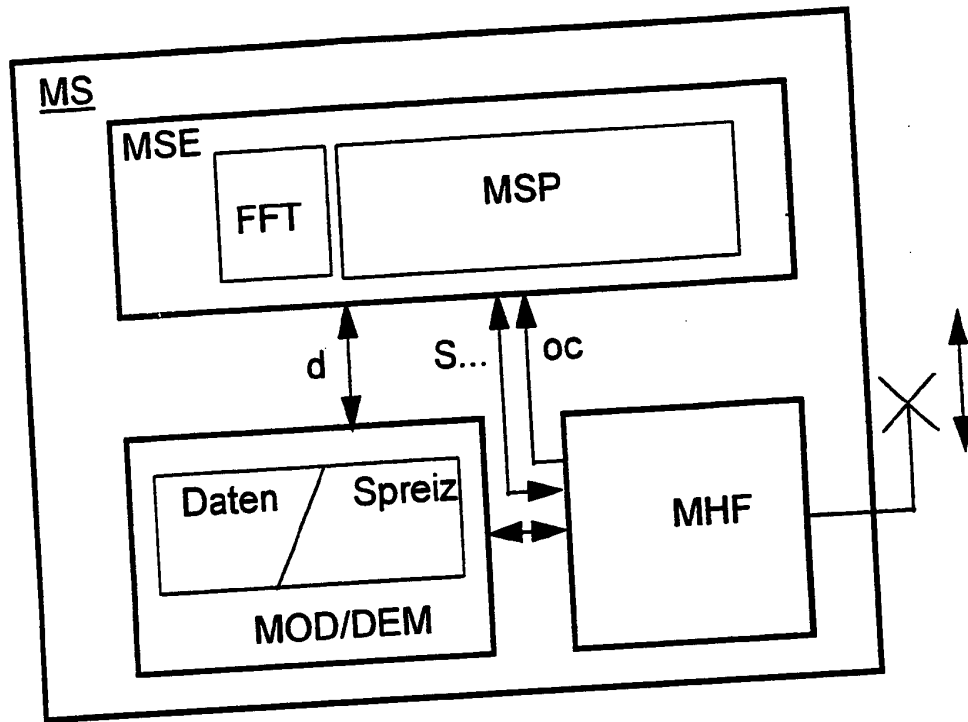 MS
MSE
FFT
MSP
d
S...
oc
Daten
Spreiz
MHF
MOD/DEM